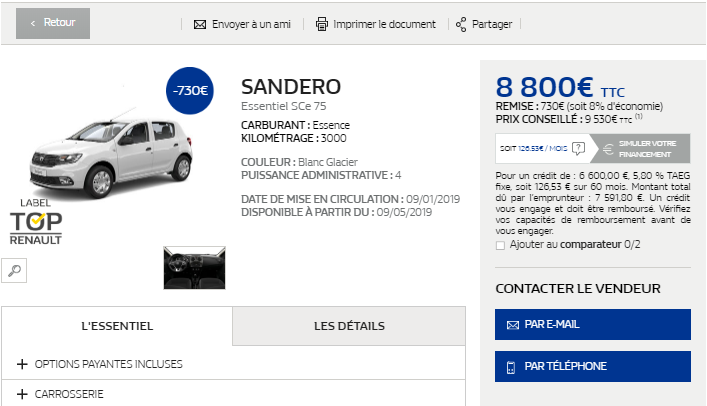 Retour
Envoyer à un ami
Imprimer le document
Partager
-730€
LABEL
TOP
RENAULT
SANDERO
Essentiel SCe 75
CARBURANT : Essence
KILOMÉTRAGE : 3000
COULEUR : Blanc Glacier
PUISSANCE ADMINISTRATIVE : 4
DATE DE MISE EN CIRCULATION : 09/01/2019
DISPONIBLE À PARTIR DU : 09/05/2019
8 800€ TTC
REMISE : 730€ (soit 8% d'économie)
PRIX CONSEILLÉ : 9 530€ TTC (1)
SOIT 126,53€ / MOIS ?
€ SIMULER VOTRE
FINANCEMENT
Pour un crédit de : 6 600,00 €, 5,80 % TAEG
fixe, soit 126,53 € sur 60 mois. Montant total
dû par l'emprunteur : 7 591,80 €. Un crédit
vous engage et doit être remboursé. Vérifiez
vos capacités de remboursement avant de
vous engager.
Ajouter au comparateur 0/2
CONTACTER LE VENDEUR
PAR E-MAIL
PAR TÉLÉPHONE
L'ESSENTIEL
LES DÉTAILS
+ OPTIONS PAYANTES INCLUSES
+ CARROSSERIE